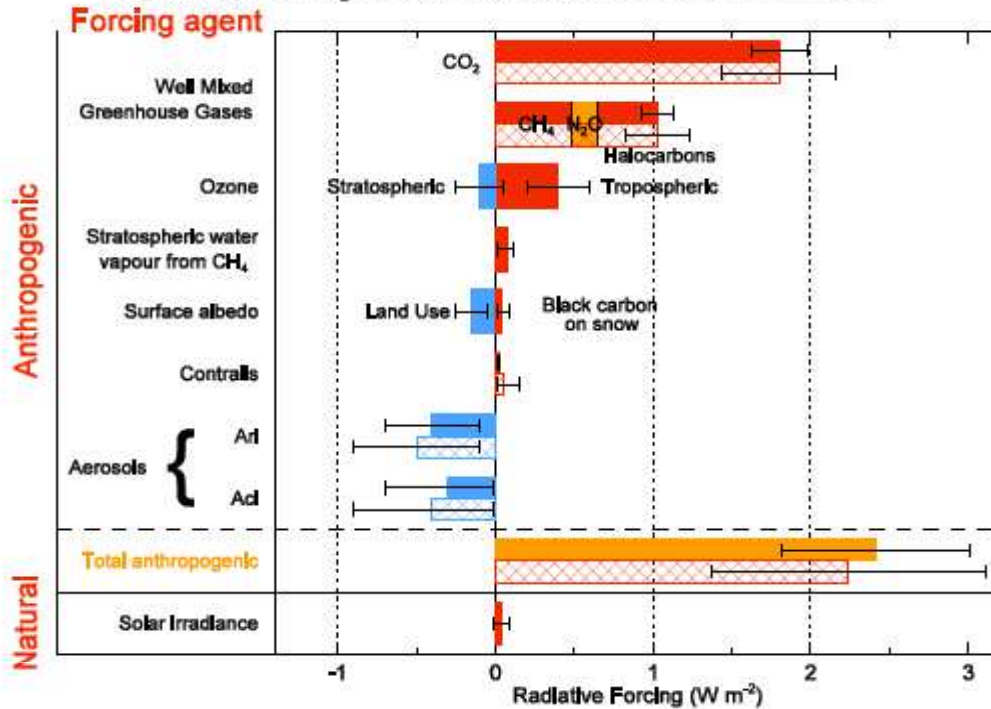 Forcing agent
Anthropogenic
Natural
Well Mixed
Greenhouse Gases
CO₂
CH₄ N₂O
Halocarbons
Ozone
Stratospheric
Tropospheric
Stratospheric water
vapour from CH₄
Surface albedo
Land Use
Black carbon
on snow
Contrails
Aerosols {
Ari
Aci
Total anthropogenic
Solar Irradiance
-1 0 1 2 3
Radiative Forcing (W m⁻²)